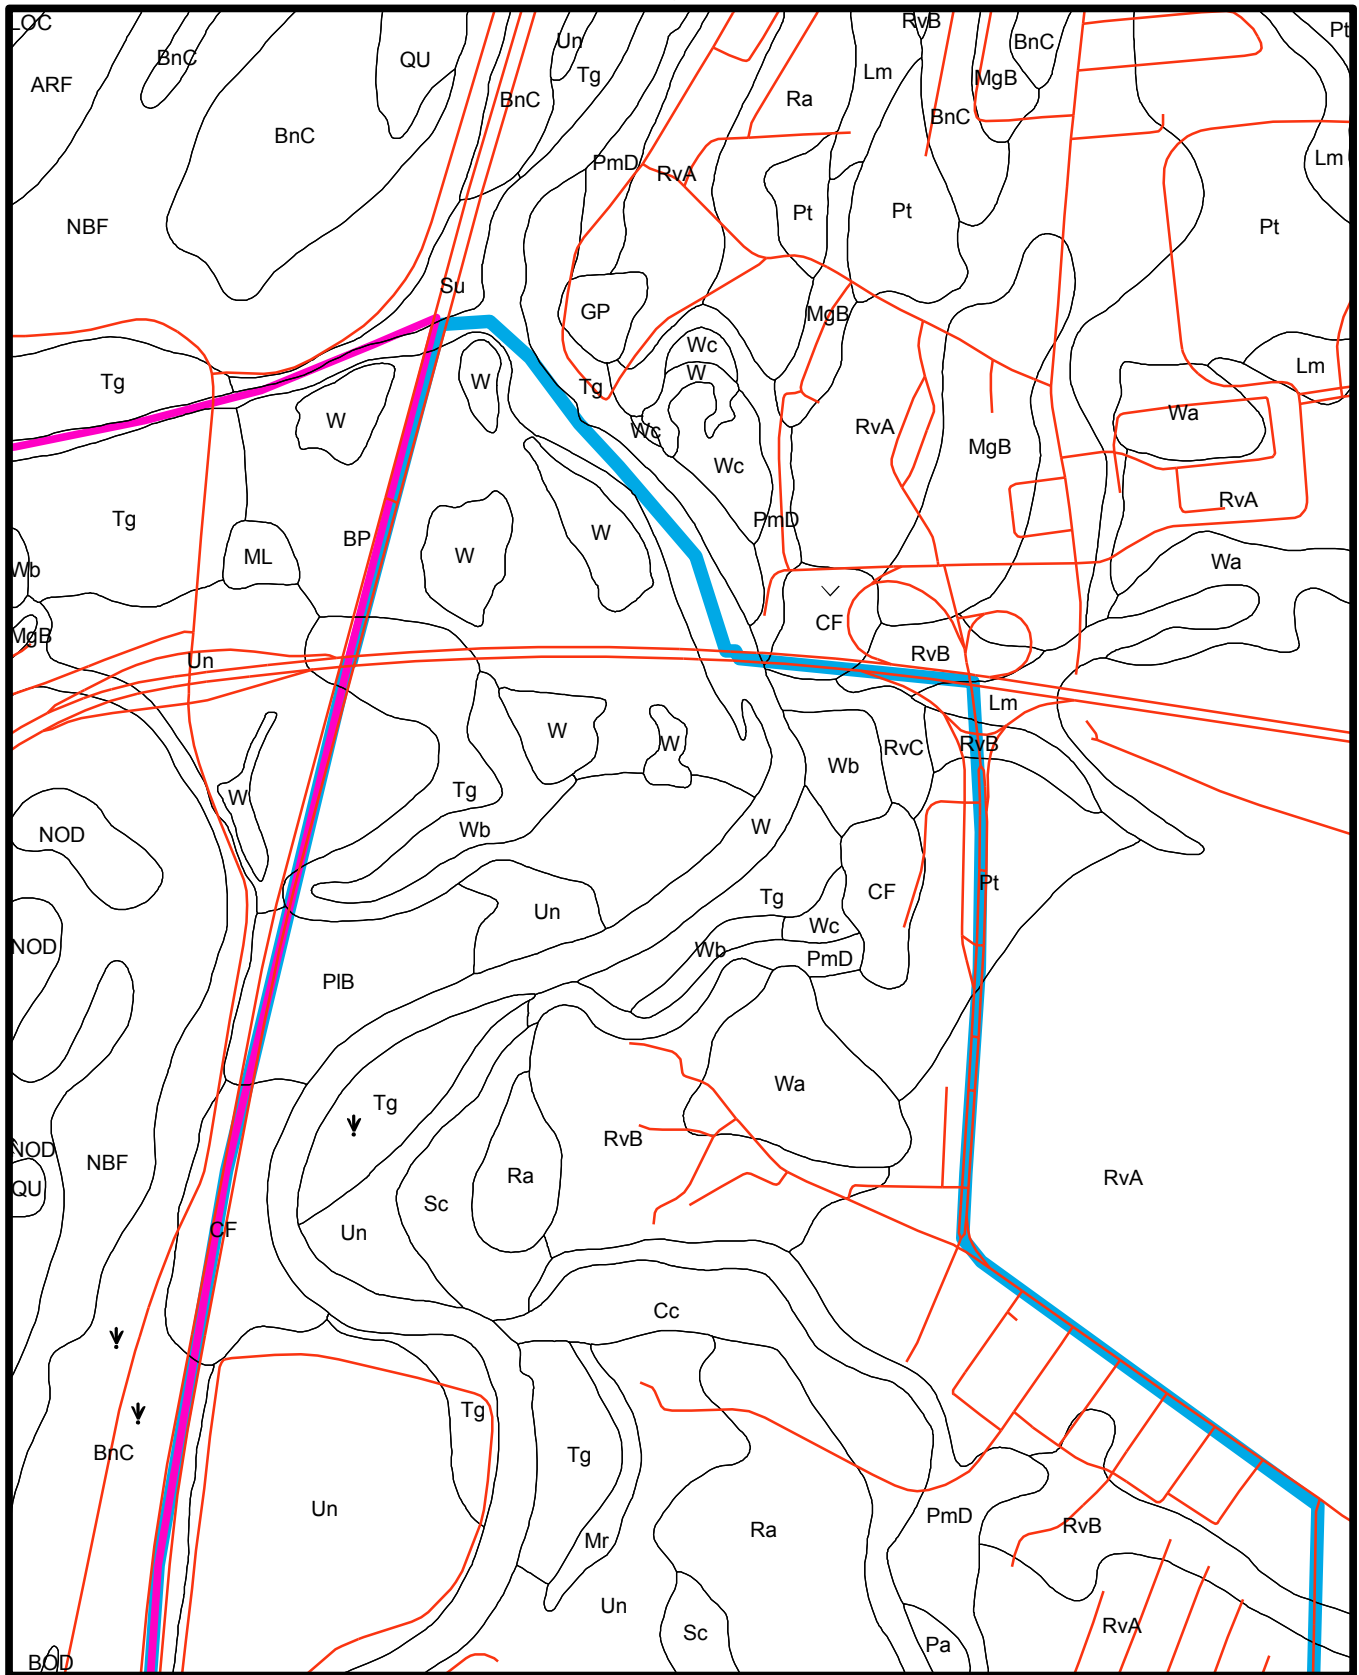 LOC
RvB
Pt
BnC
QU
Un
BnC
Lm
Tg
MgB
ARF
BnC
Ra
BnC
BnC
PmD
RvA
Lm
NBF
Pt
Pt
Pt
Su
GP
MgB
Wc
W
Lm
Tg
W
Tg
W
Wc
RvA
Wa
MgB
Wc
RvA
Tg
PmD
BP
W
W
ML
Wb
Wa
CF
MgB
Un
RvB
Lm
W
W
RvC
RvB
Wb
W
Tg
NOD
Wb
W
Pt
Tg
CF
Un
Wc
NOD
Wb
PmD
PIB
Wa
Tg
RvB
NOD
NBF
Ra
RvA
QU
Sc
CF
Un
Cc
Tg
BnC
Tg
Un
Mr
Ra
PmD
RvB
Un
RvA
Sc
Pa
BOD